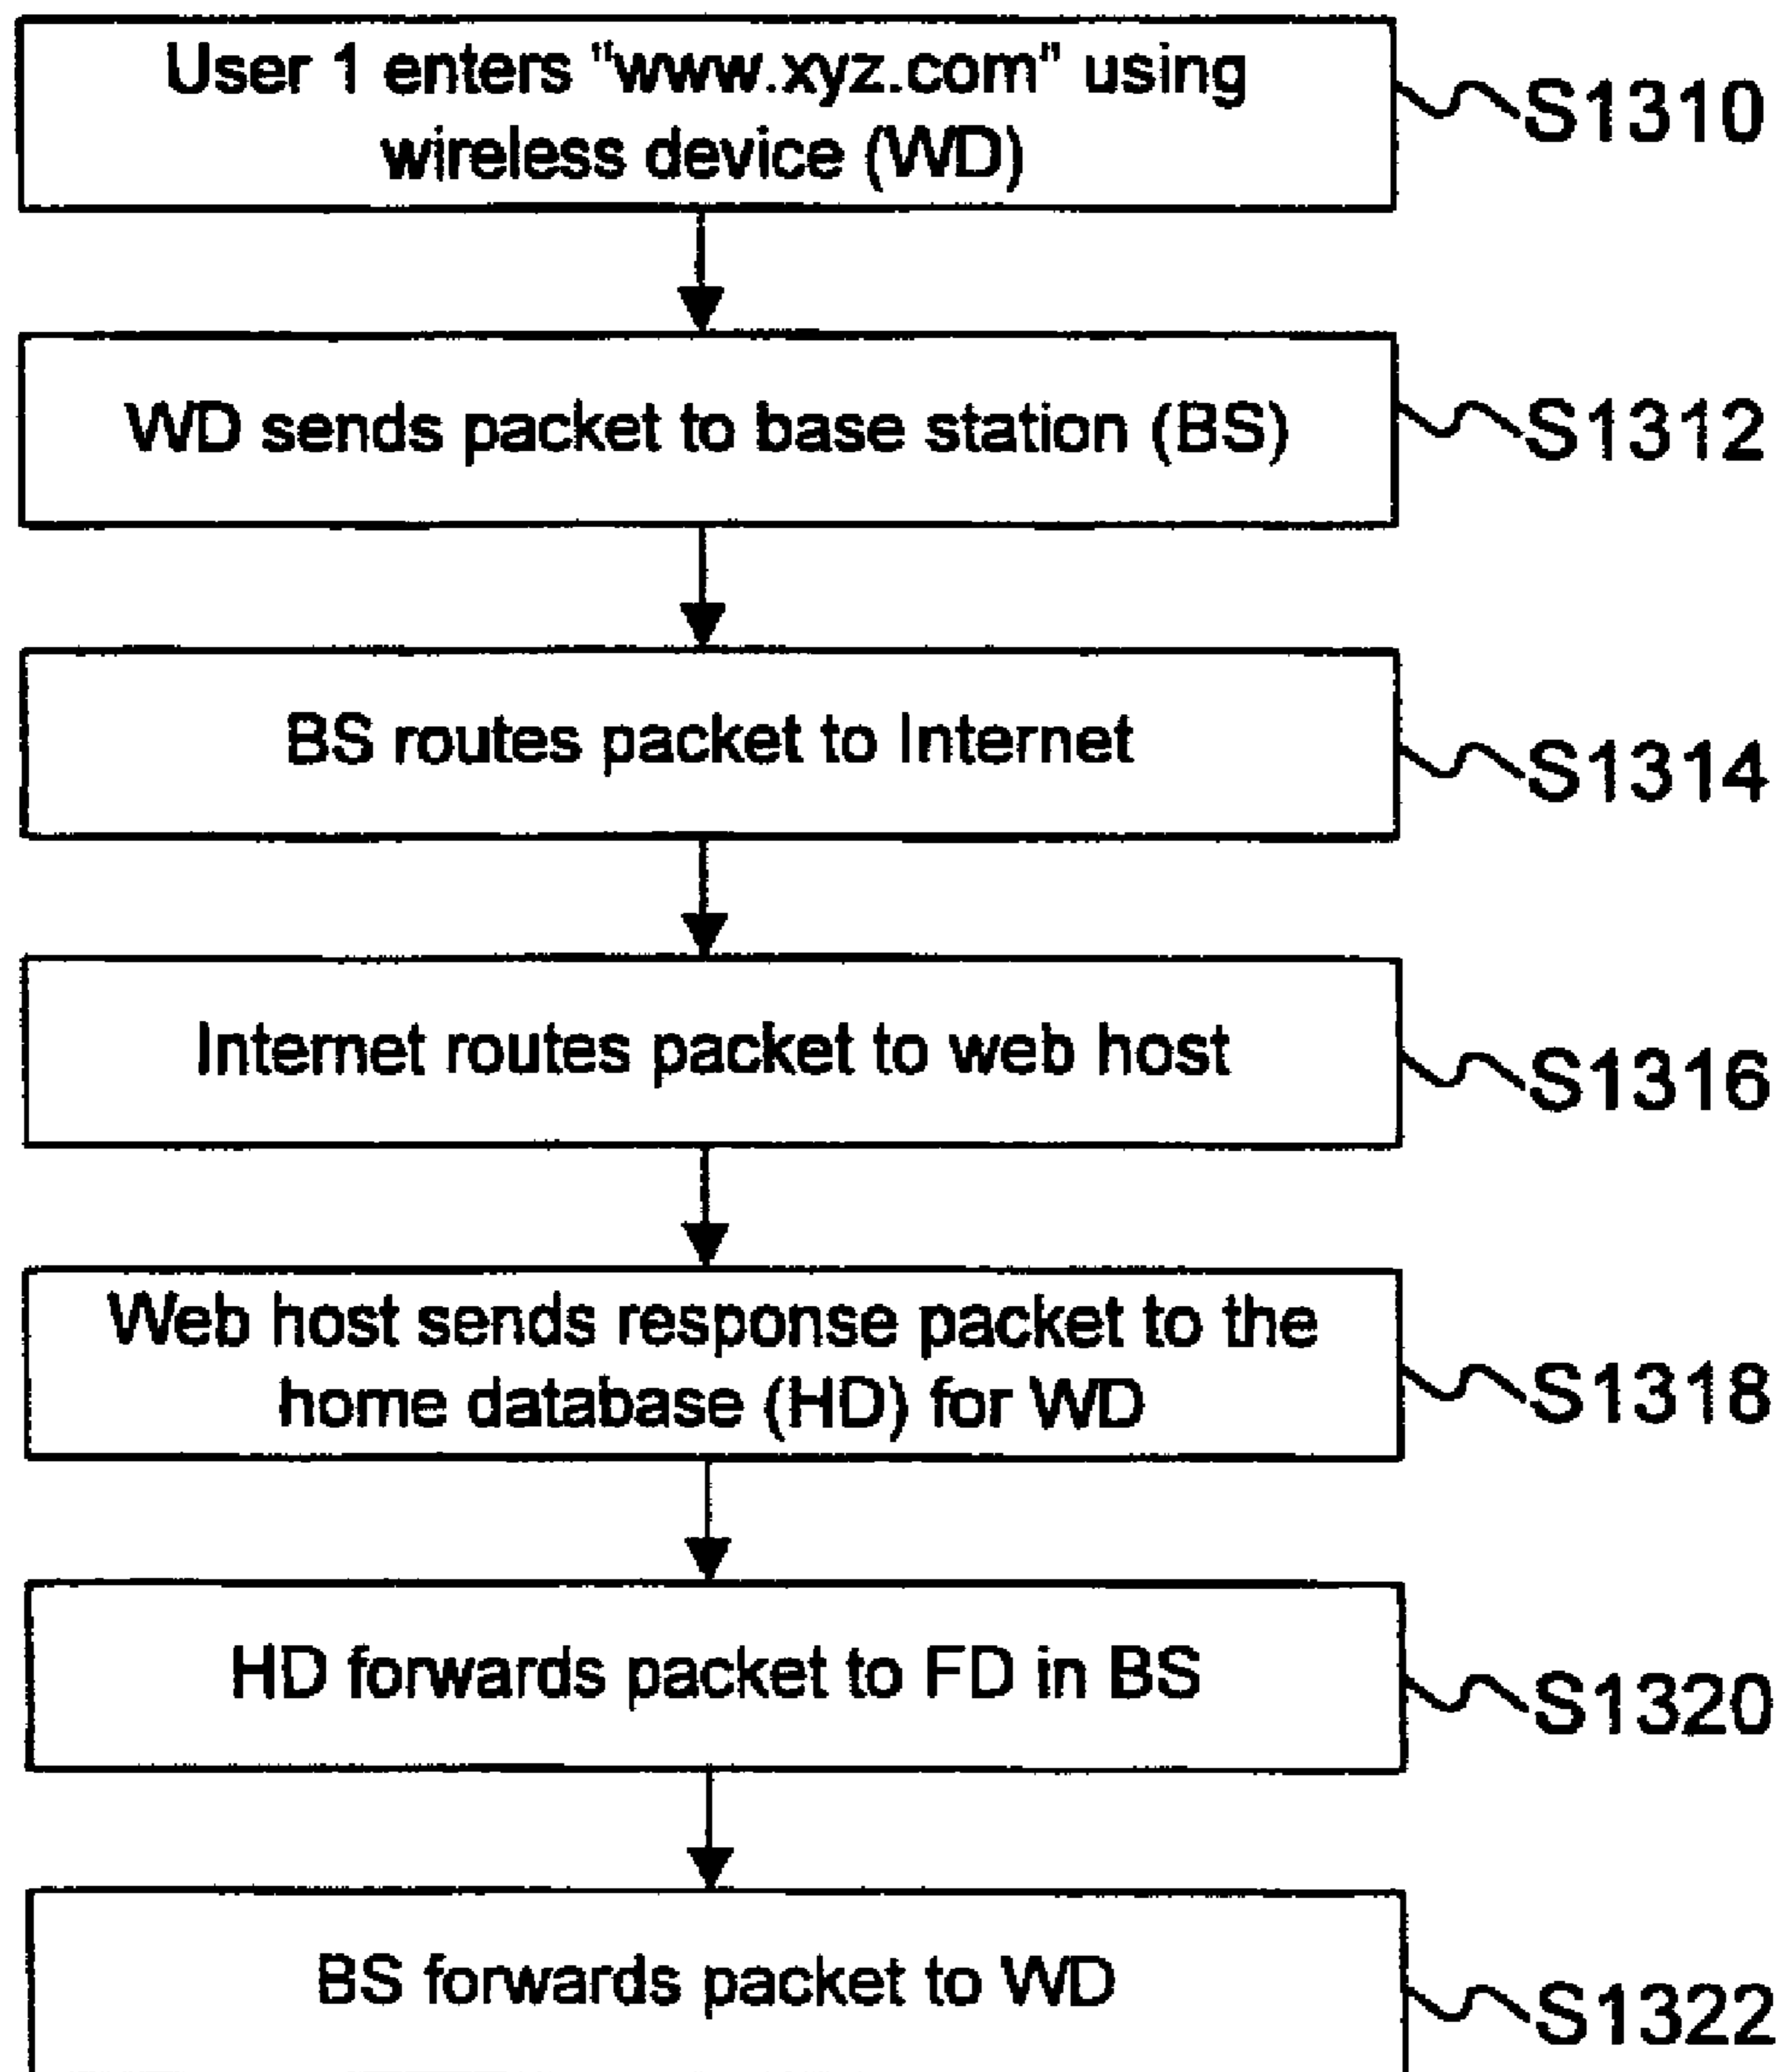 User 1 enters "www.xyz.com" using
wireless device (WD)
S1310
WD sends packet to base station (BS)
S1312
BS routes packet to Internet
S1314
Internet routes packet to web host
S1316
Web host sends response packet to the
home database (HD) for WD
S1318
HD forwards packet to FD in BS
S1320
BS forwards packet to WD
S1322